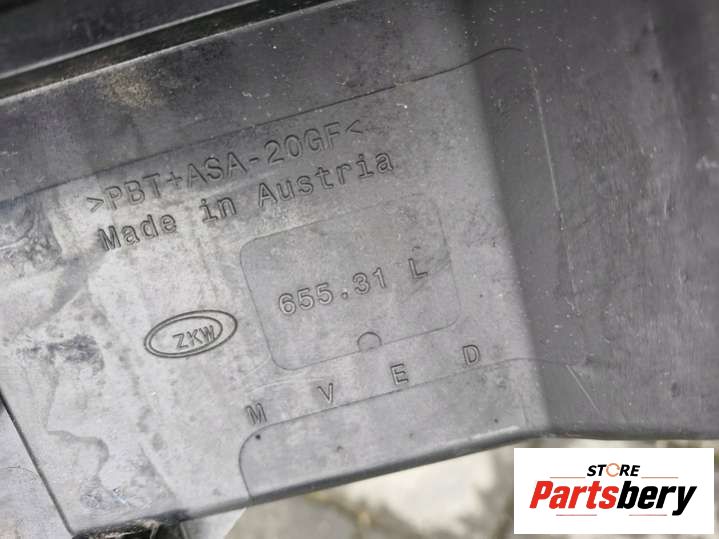 >PBT+ASA-20GF<
Made in Austria
655.31 L
ZKW
M V E D
STORE
Partsbery